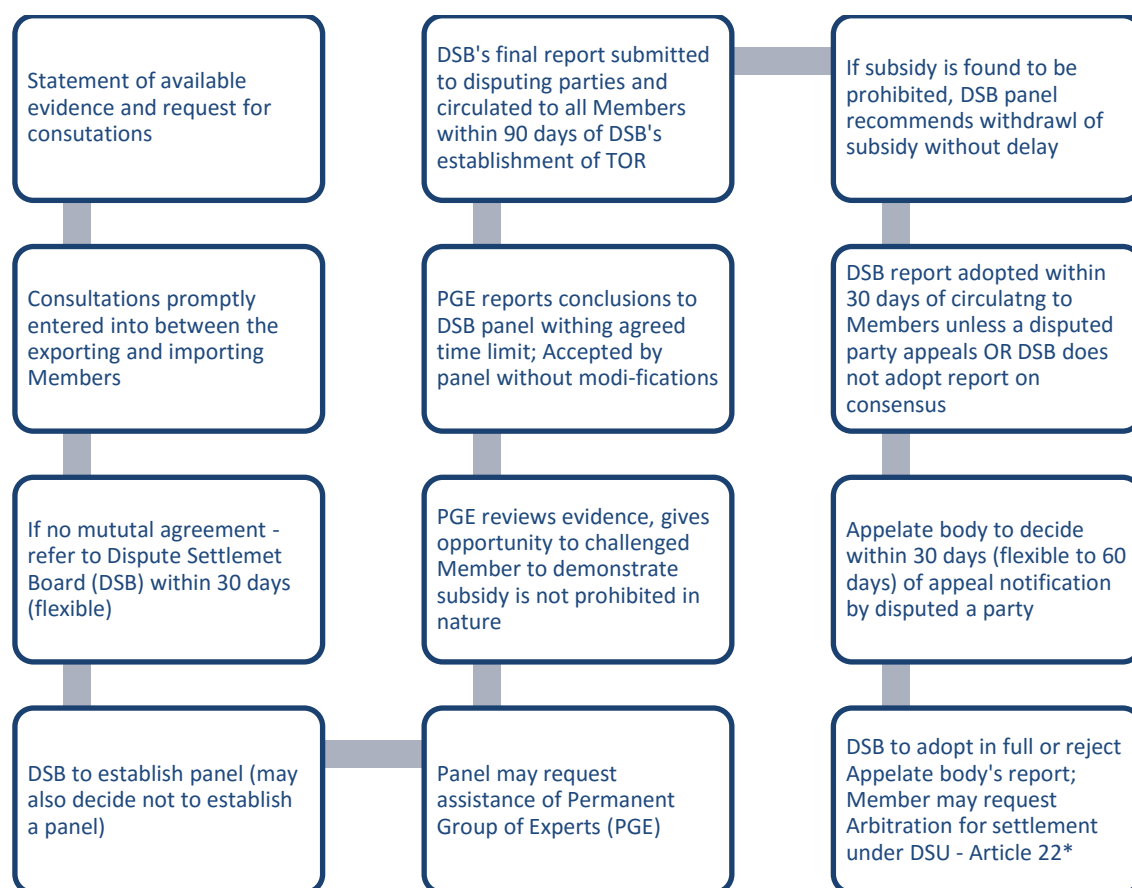 Statement of available
evidence and request for
consutations
Consultations promptly
entered into between the
exporting and importing
Members
If no mututal agreement -
refer to Dispute Settlemet
Board (DSB) within 30 days
(flexible)
DSB to establish panel (may
also decide not to establish
a panel)
Panel may request
assistance of Permanent
Group of Experts (PGE)
PGE reviews evidence, gives
opportunity to challenged
Member to demonstrate
subsidy is not prohibited in
nature
PGE reports conclusions to
DSB panel withing agreed
time limit; Accepted by
panel without modi-fications
DSB's final report submitted
to disputing parties and
circulated to all Members
within 90 days of DSB's
establishment of TOR
If subsidy is found to be
prohibited, DSB panel
recommends withdrawl of
subsidy without delay
DSB report adopted within
30 days of circulatng to
Members unless a disputed
party appeals OR DSB does
not adopt report on
consensus
Appelate body to decide
within 30 days (flexible to 60
days) of appeal notification
by disputed a party
DSB to adopt in full or reject
Appelate body's report;
Member may request
Arbitration for settlement
under DSU - Article 22*